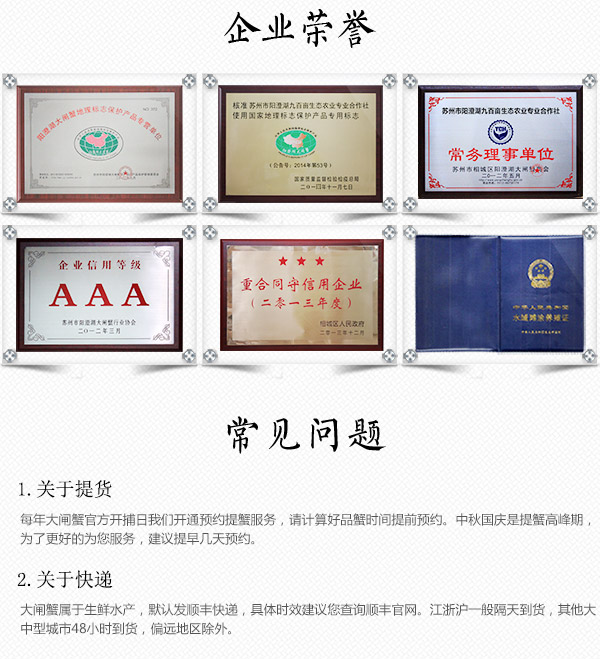 企业荣誉
阳澄湖大闸蟹地理标志保护产品专营单位
核准 苏州市阳澄湖九百亩生态农业专业合作社
使用国家地理标志保护产品专用标志
(公告号：2014年第53号)
国家质量监督检验检疫总局
二〇一四年十一月七日
苏州市阳澄湖九百亩生态农业专业合作社
常务理事单位
苏州市相城区阳澄湖大闸蟹商会
二〇一二年五月
企业信用等级
AAA
苏州市阳澄湖大闸蟹行业协会
二〇一二年三月
重合同守信用企业
(二零一三年度)
相城区人民政府
二零一三年十二月
中华人民共和国
水域滩涂养殖证
常见问题
1.关于提货
每年大闸蟹官方开捕日我们开通预约提蟹服务，请计算好品蟹时间提前预约。中秋国庆是提蟹高峰期，
为了更好的为您服务，建议提早几天预约。
2.关于快递
大闸蟹属于生鲜水产，默认发顺丰快递，具体时效建议您查询顺丰官网。江浙沪一般隔天到货，其他大
中型城市48小时到货，偏远地区除外。